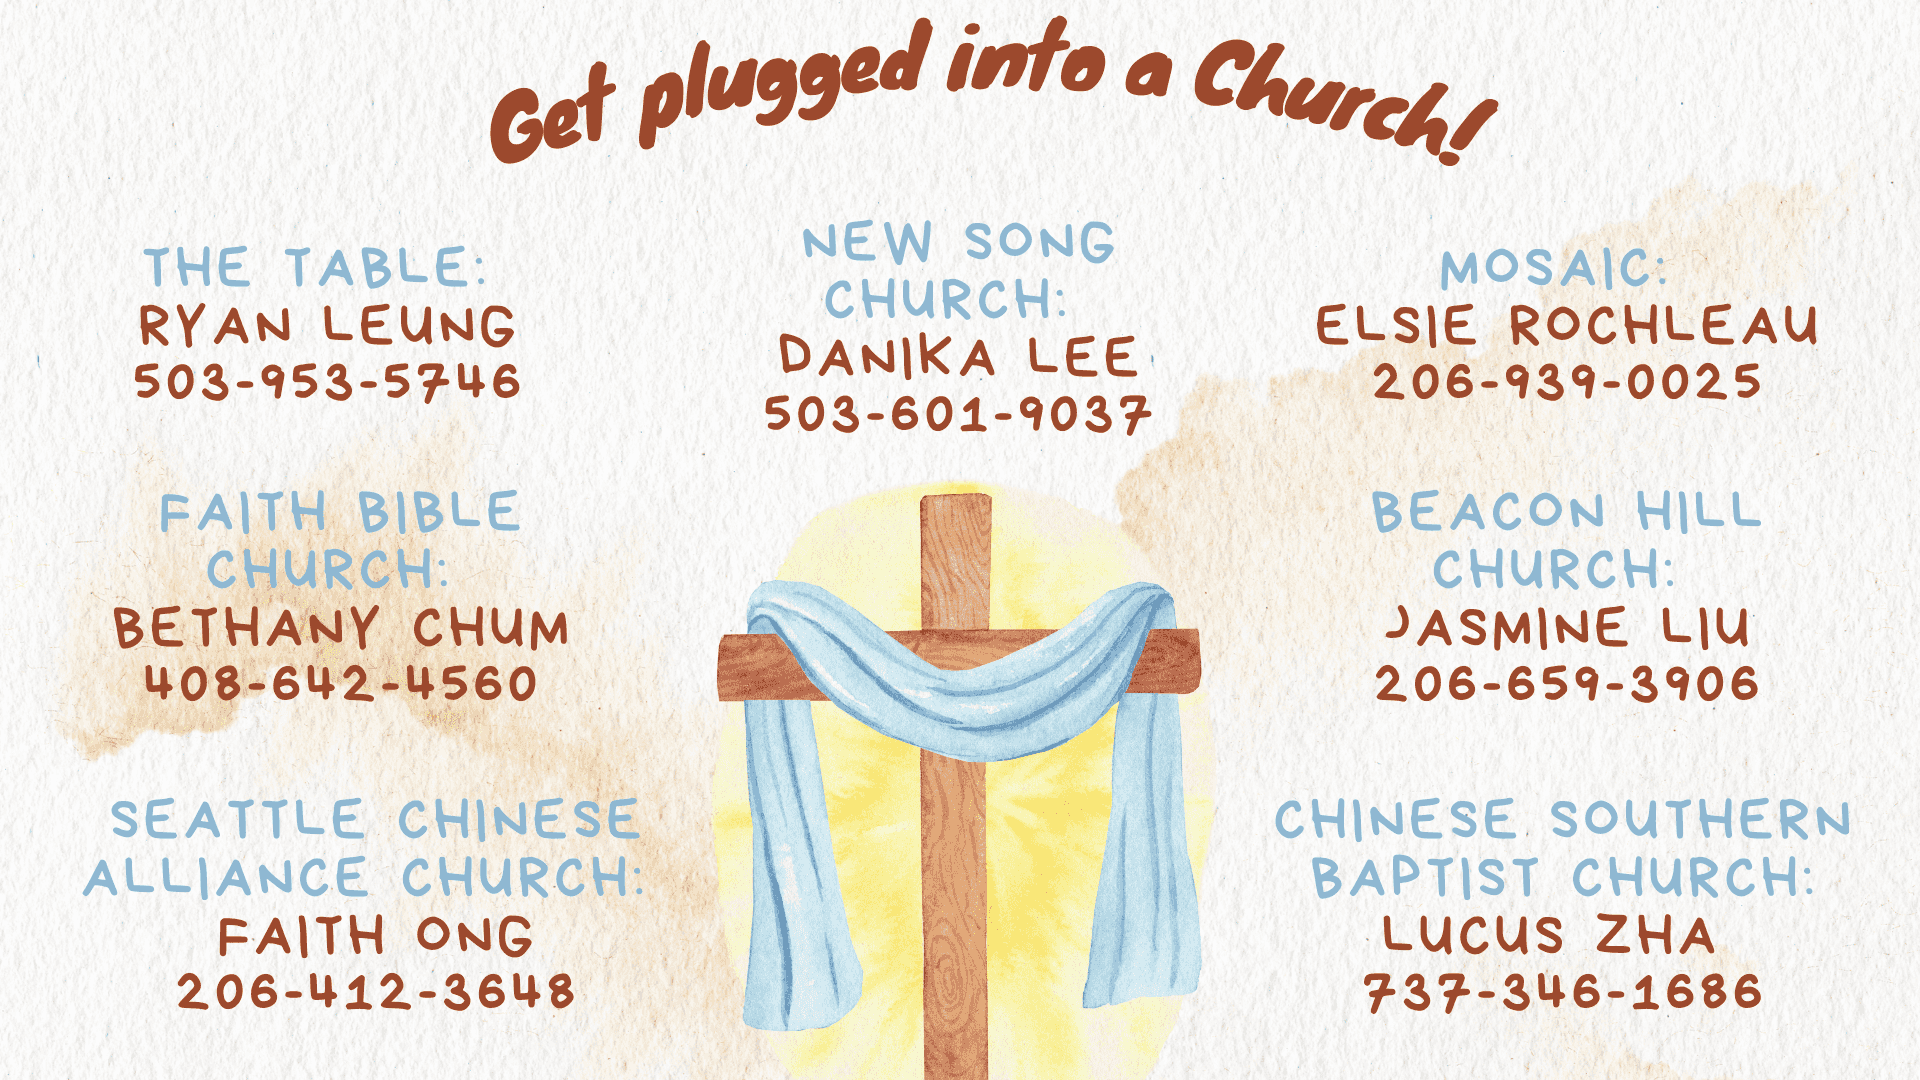 Get plugged into a Church!
THE TABLE:
RYAN LEUNG
503-953-5746
NEW SONG
CHURCH:
DANIKA LEE
503-601-9037
MOSAIC:
ELSIE ROCHLEAU
206-939-0025
FAITH BIBLE
CHURCH:
BETHANY CHUM
408-642-4560
BEACON HILL
CHURCH:
JASMINE LIU
206-659-3906
SEATTLE CHINESE
ALLIANCE CHURCH:
FAITH ONG
206-412-3648
CHINESE SOUTHERN
BAPTIST CHURCH:
LUCUS ZHA
737-346-1686